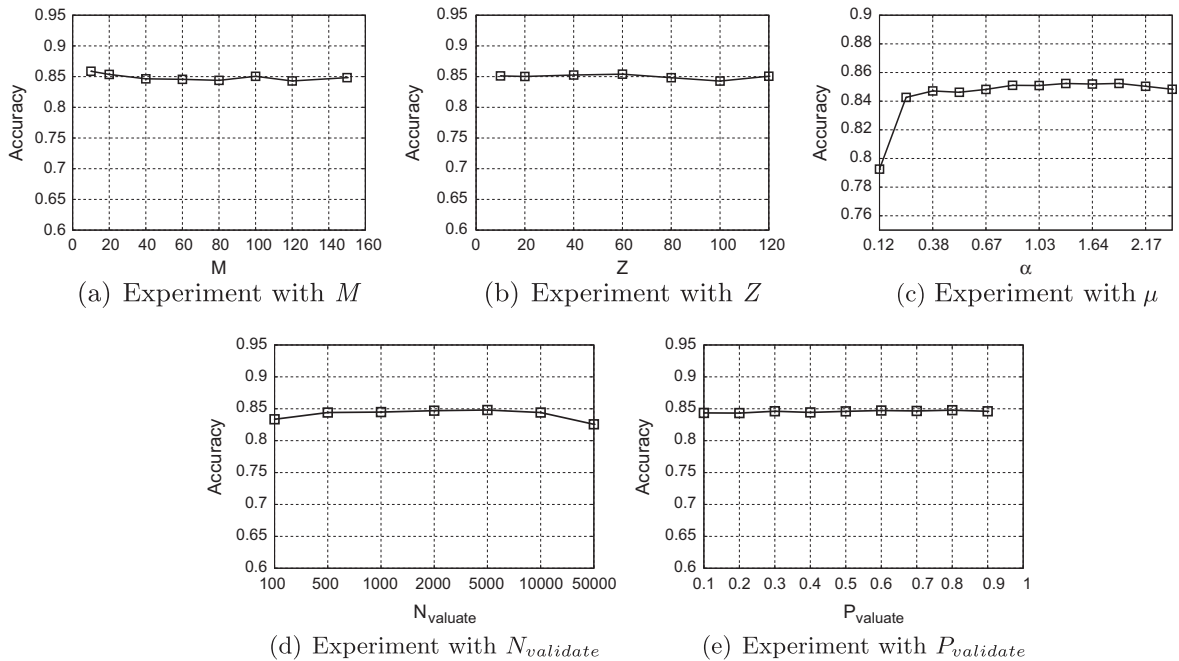 0.95
0.9
0.85
0.8
0.75
0.7
0.65
0.6
Accuracy
0 20 40 60 80 100 120 140 160
M
(a) Experiment with M
0.95
0.9
0.85
0.8
0.75
0.7
0.65
0.6
Accuracy
0 20 40 60 80 100 120
Z
(b) Experiment with Z
0.9
0.88
0.86
0.84
0.82
0.8
0.78
0.76
Accuracy
0.12 0.38 0.67 1.03 1.64 2.17
α
(c) Experiment with μ
0.95
0.9
0.85
0.8
0.75
0.7
0.65
0.6
Accuracy
100 500 1000 2000 5000 10000 50000
Nvaluate
(d) Experiment with Nvalidate
0.95
0.9
0.85
0.8
0.75
0.7
0.65
0.6
Accuracy
0.1 0.2 0.3 0.4 0.5 0.6 0.7 0.8 0.9 1
Pvaluate
(e) Experiment with Pvalidate